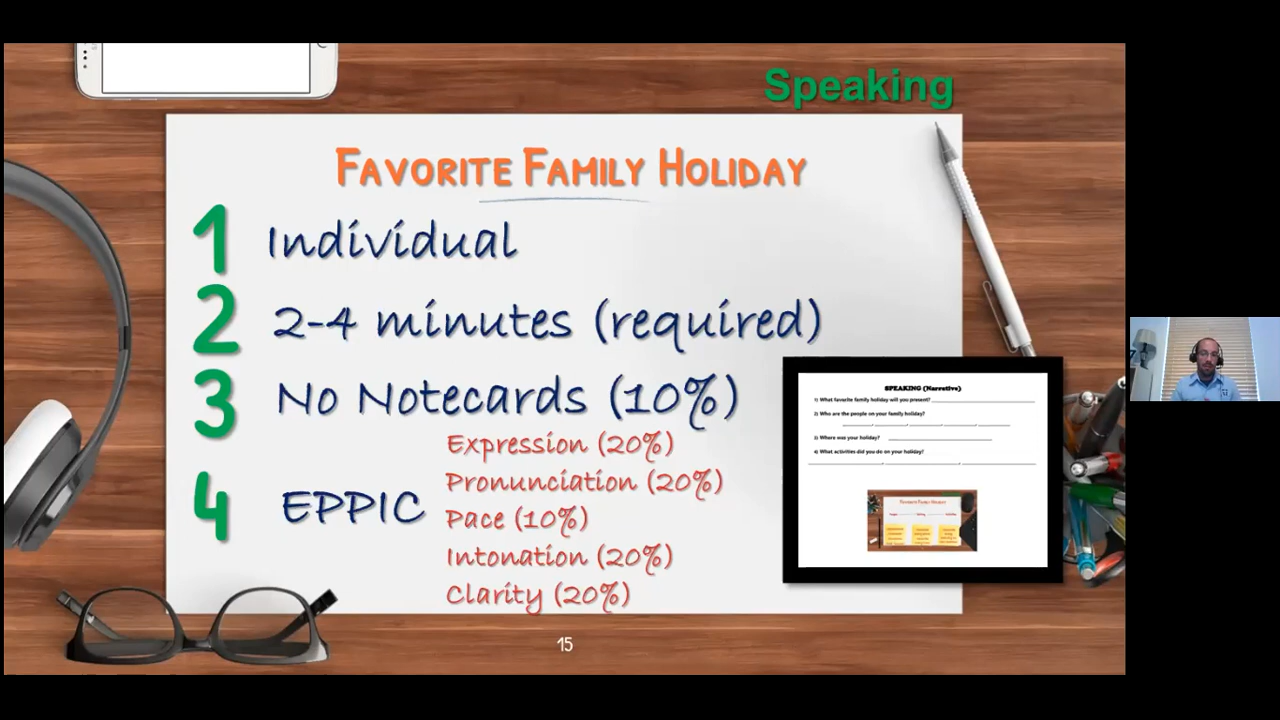 Speaking
Favorite Family Holiday
1 Individual
2 2-4 minutes (required)
3 No Notecards (10%)
4 EPPIC
Expression (20%)
Pronunciation (20%)
Pace (10%)
Intonation (20%)
Clarity (20%)
SPEAKING (Narrative)
1) What favorite family holiday will you present?
2) Who are the people on your family holiday?
3) Where was your holiday?
4) What activities did you do on your holiday?
Favorite Family Holiday
15